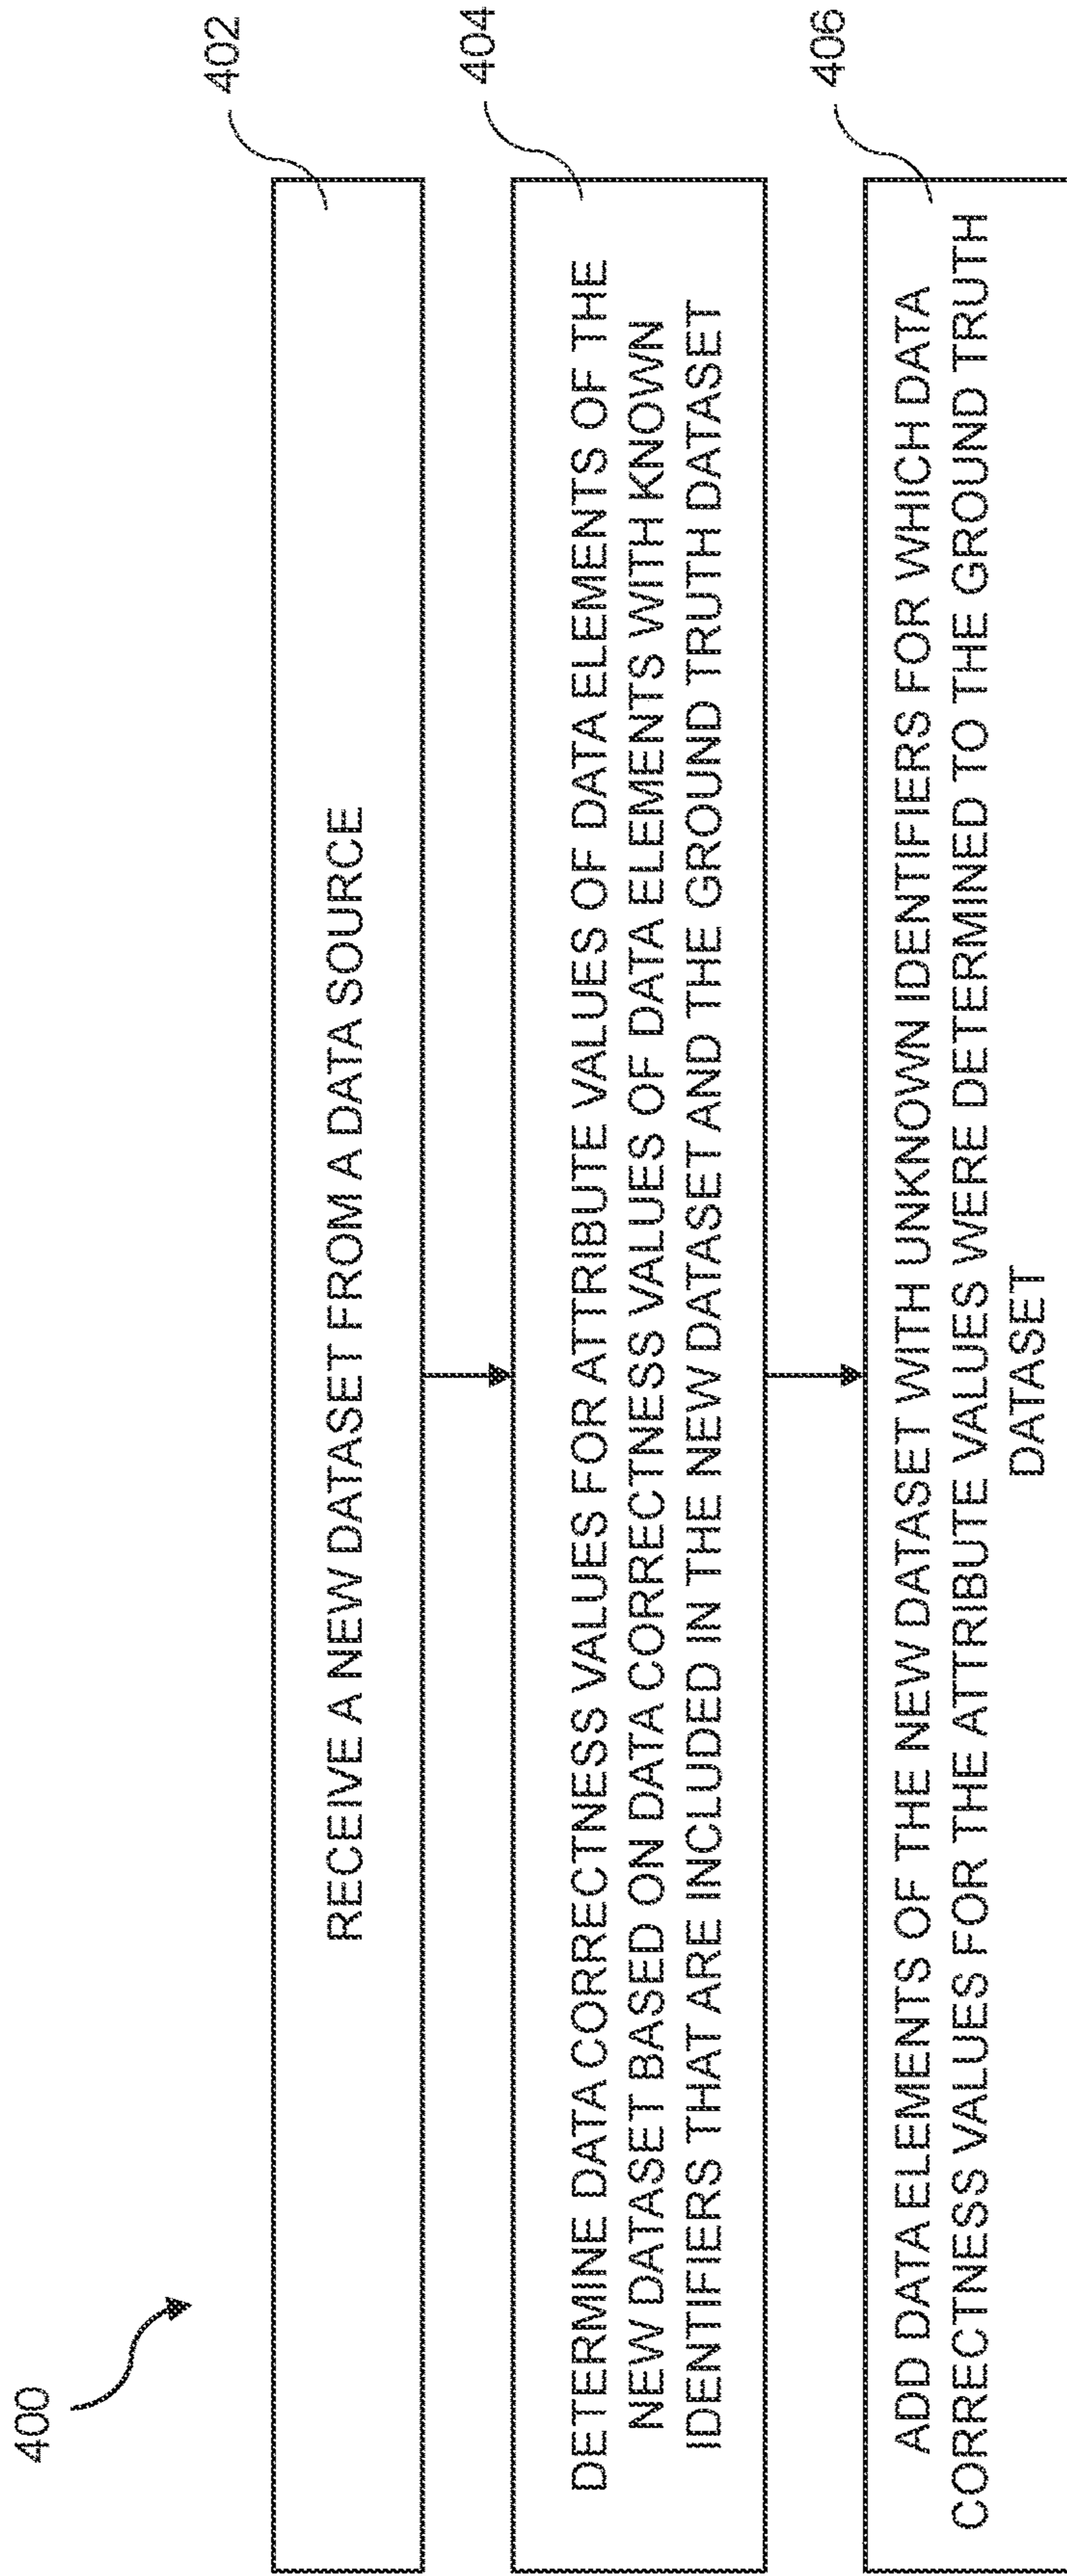 400
402
RECEIVE A NEW DATASET FROM A DATA SOURCE
404
DETERMINE DATA CORRECTNESS VALUES FOR ATTRIBUTE VALUES OF DATA ELEMENTS OF THE
NEW DATASET BASED ON DATA CORRECTNESS VALUES OF DATA ELEMENTS WITH KNOWN
IDENTIFIERS THAT ARE INCLUDED IN THE NEW DATASET AND THE GROUND TRUTH DATASET
406
ADD DATA ELEMENTS OF THE NEW DATASET WITH UNKNOWN IDENTIFIERS FOR WHICH DATA
CORRECTNESS VALUES FOR THE ATTRIBUTE VALUES WERE DETERMINED TO THE GROUND TRUTH
DATASET